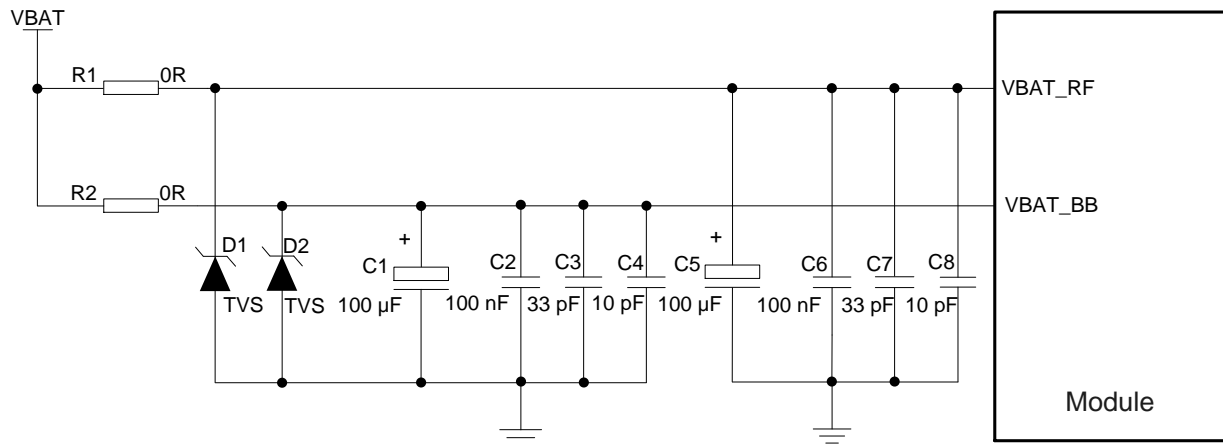 VBAT
R1 0R
VBAT_RF
R2 0R
VBAT_BB
D1 D2
+ +
C1 C2 C3 C4 C5 C6 C7 C8
TVS TVS 100 µF 100 nF 33 pF 10 pF 100 µF 100 nF 33 pF 10 pF
Module